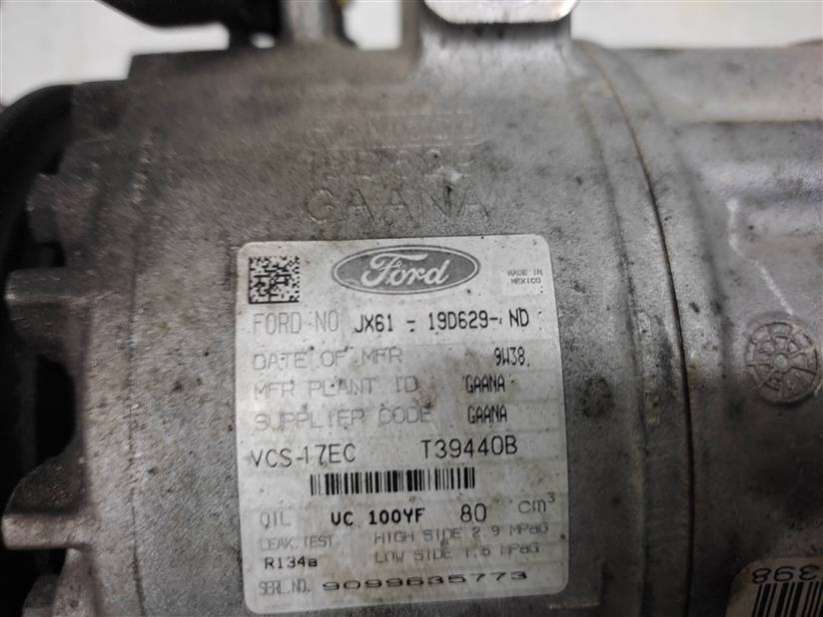 GAANA
Ford
MADE IN
MEXICO
FORD NO JX61 - 19D629- ND
DATE OF MFR 9W38
MFR PLANT ID GAANA
SUPPLIER CODE GAANA
VCS-17EC T39440B
OIL VC 100YF 80 cm³
LEAK TEST HIGH SIDE 2.9 MPaG
R134a LOW SIDE 1.6 MPaG
SERI. NO. 9099635773
398